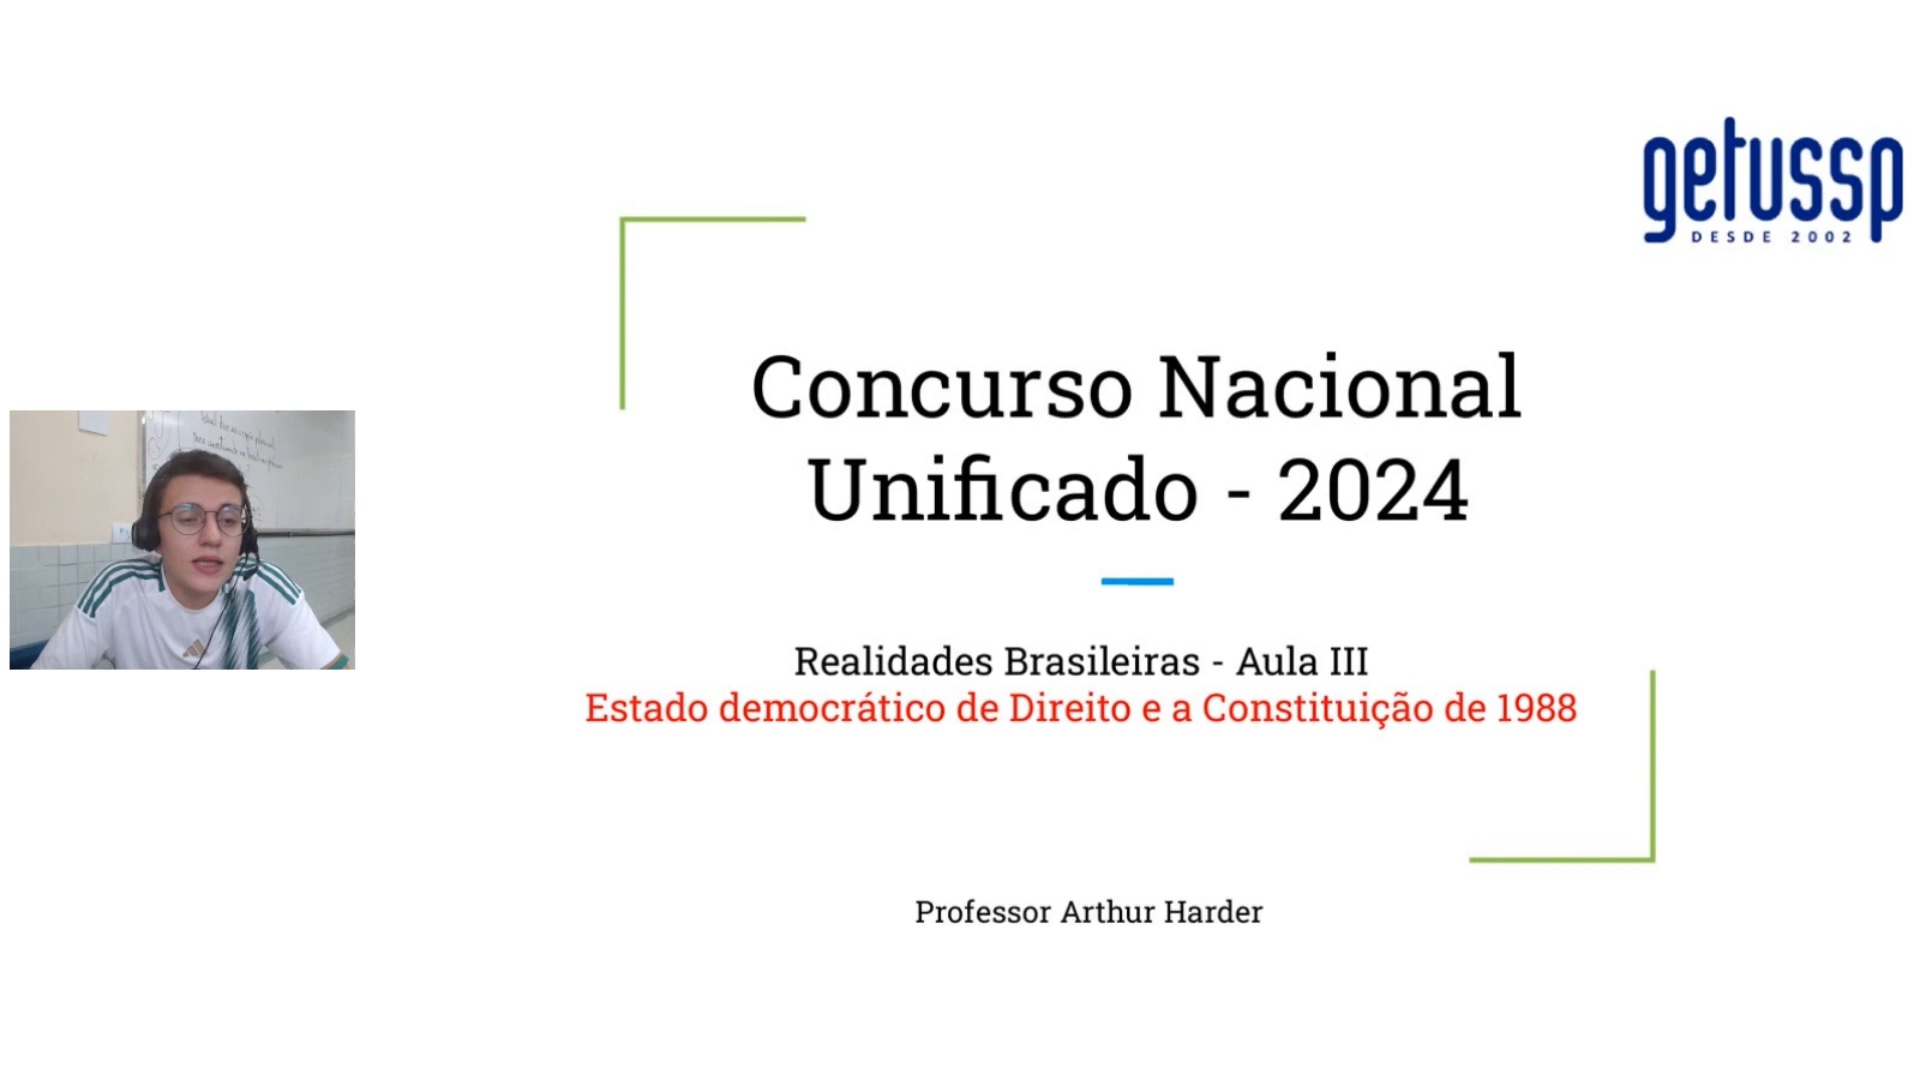 getussp
DESDE 2002
Concurso Nacional
Unificado - 2024
Realidades Brasileiras - Aula III
Estado democrático de Direito e a Constituição de 1988
Professor Arthur Harder